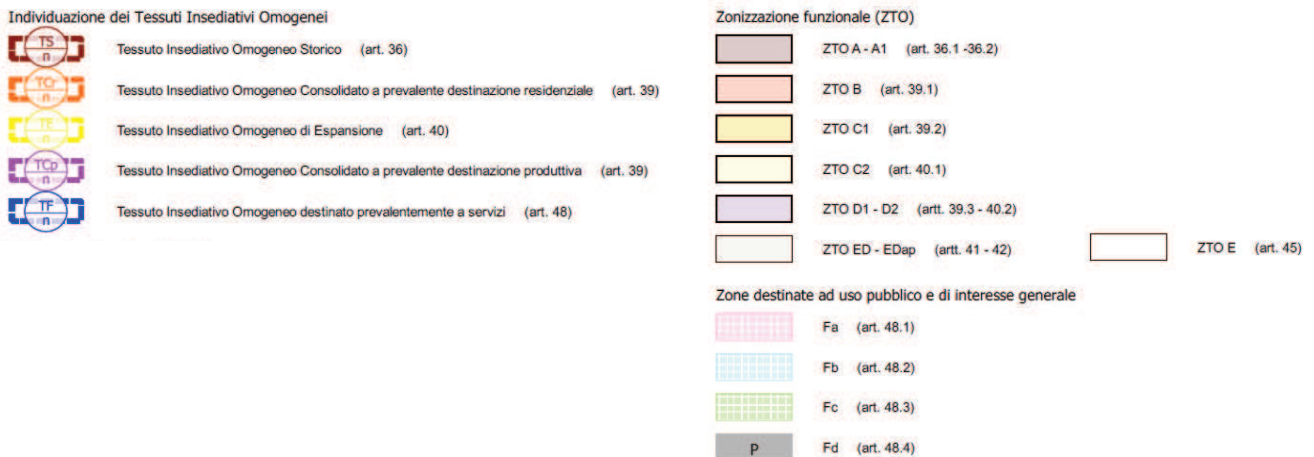 Individuazione dei Tessuti Insediativi Omogenei
TS
n
Tessuto Insediativo Omogeneo Storico (art. 36)
TCr
n
Tessuto Insediativo Omogeneo Consolidato a prevalente destinazione residenziale (art. 39)
TE
n
Tessuto Insediativo Omogeneo di Espansione (art. 40)
TCp
n
Tessuto Insediativo Omogeneo Consolidato a prevalente destinazione produttiva (art. 39)
TF
n
Tessuto Insediativo Omogeneo destinato prevalentemente a servizi (art. 48)
Zonizzazione funzionale (ZTO)
ZTO A - A1 (art. 36.1 -36.2)
ZTO B (art. 39.1)
ZTO C1 (art. 39.2)
ZTO C2 (art. 40.1)
ZTO D1 - D2 (artt. 39.3 - 40.2)
ZTO ED - EDap (artt. 41 - 42)
ZTO E (art. 45)
Zone destinate ad uso pubblico e di interesse generale
Fa (art. 48.1)
Fb (art. 48.2)
Fc (art. 48.3)
P
Fd (art. 48.4)